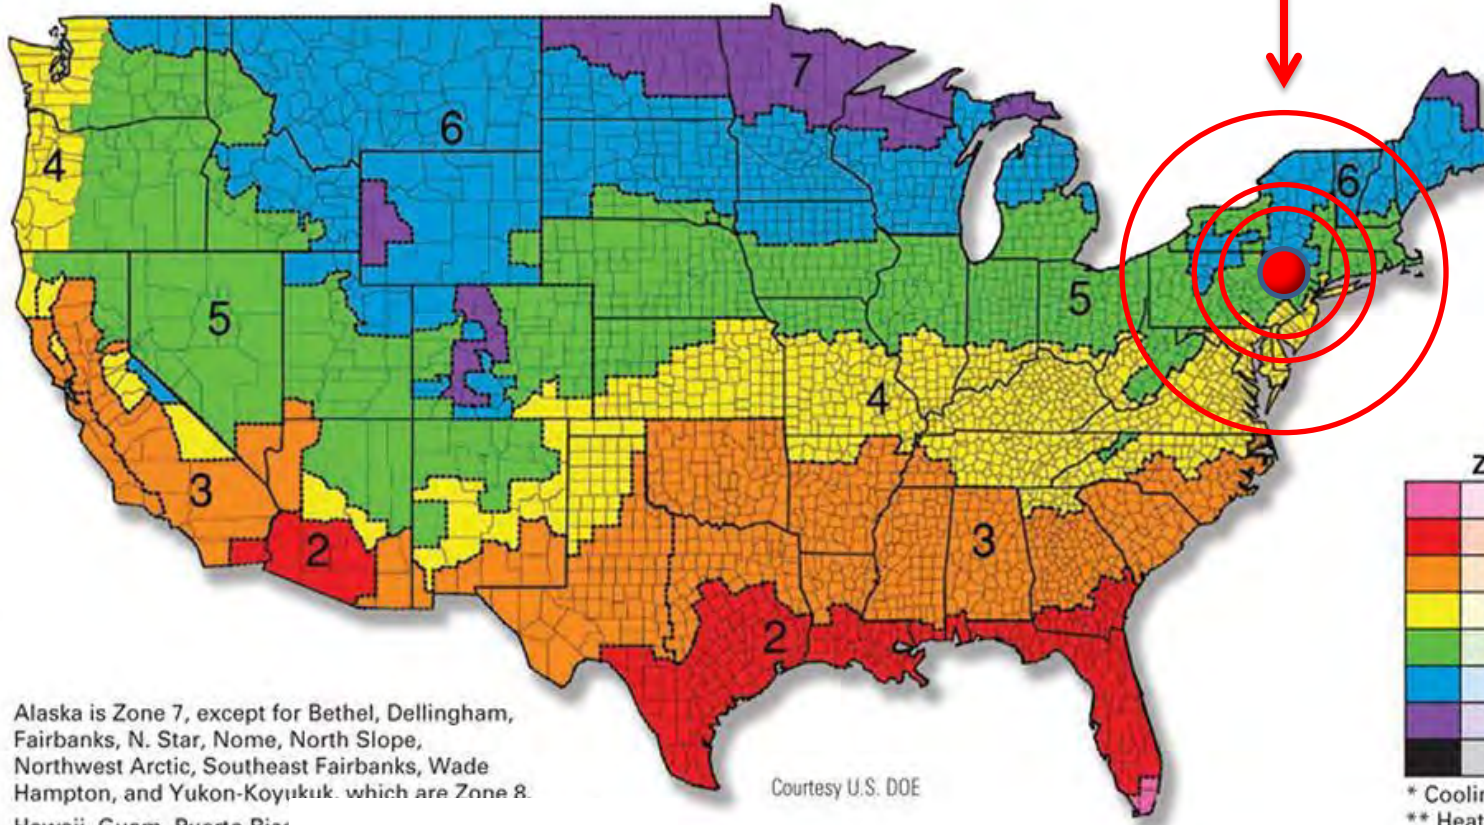 7
6
4
6
5
5
4
3
3
2
2
Z
Alaska is Zone 7, except for Bethel, Dellingham,
Fairbanks, N. Star, Nome, North Slope,
Northwest Arctic, Southeast Fairbanks, Wade
Hampton, and Yukon-Koyukuk, which are Zone 8.
Courtesy U.S. DOE
* Coolin
** Heat